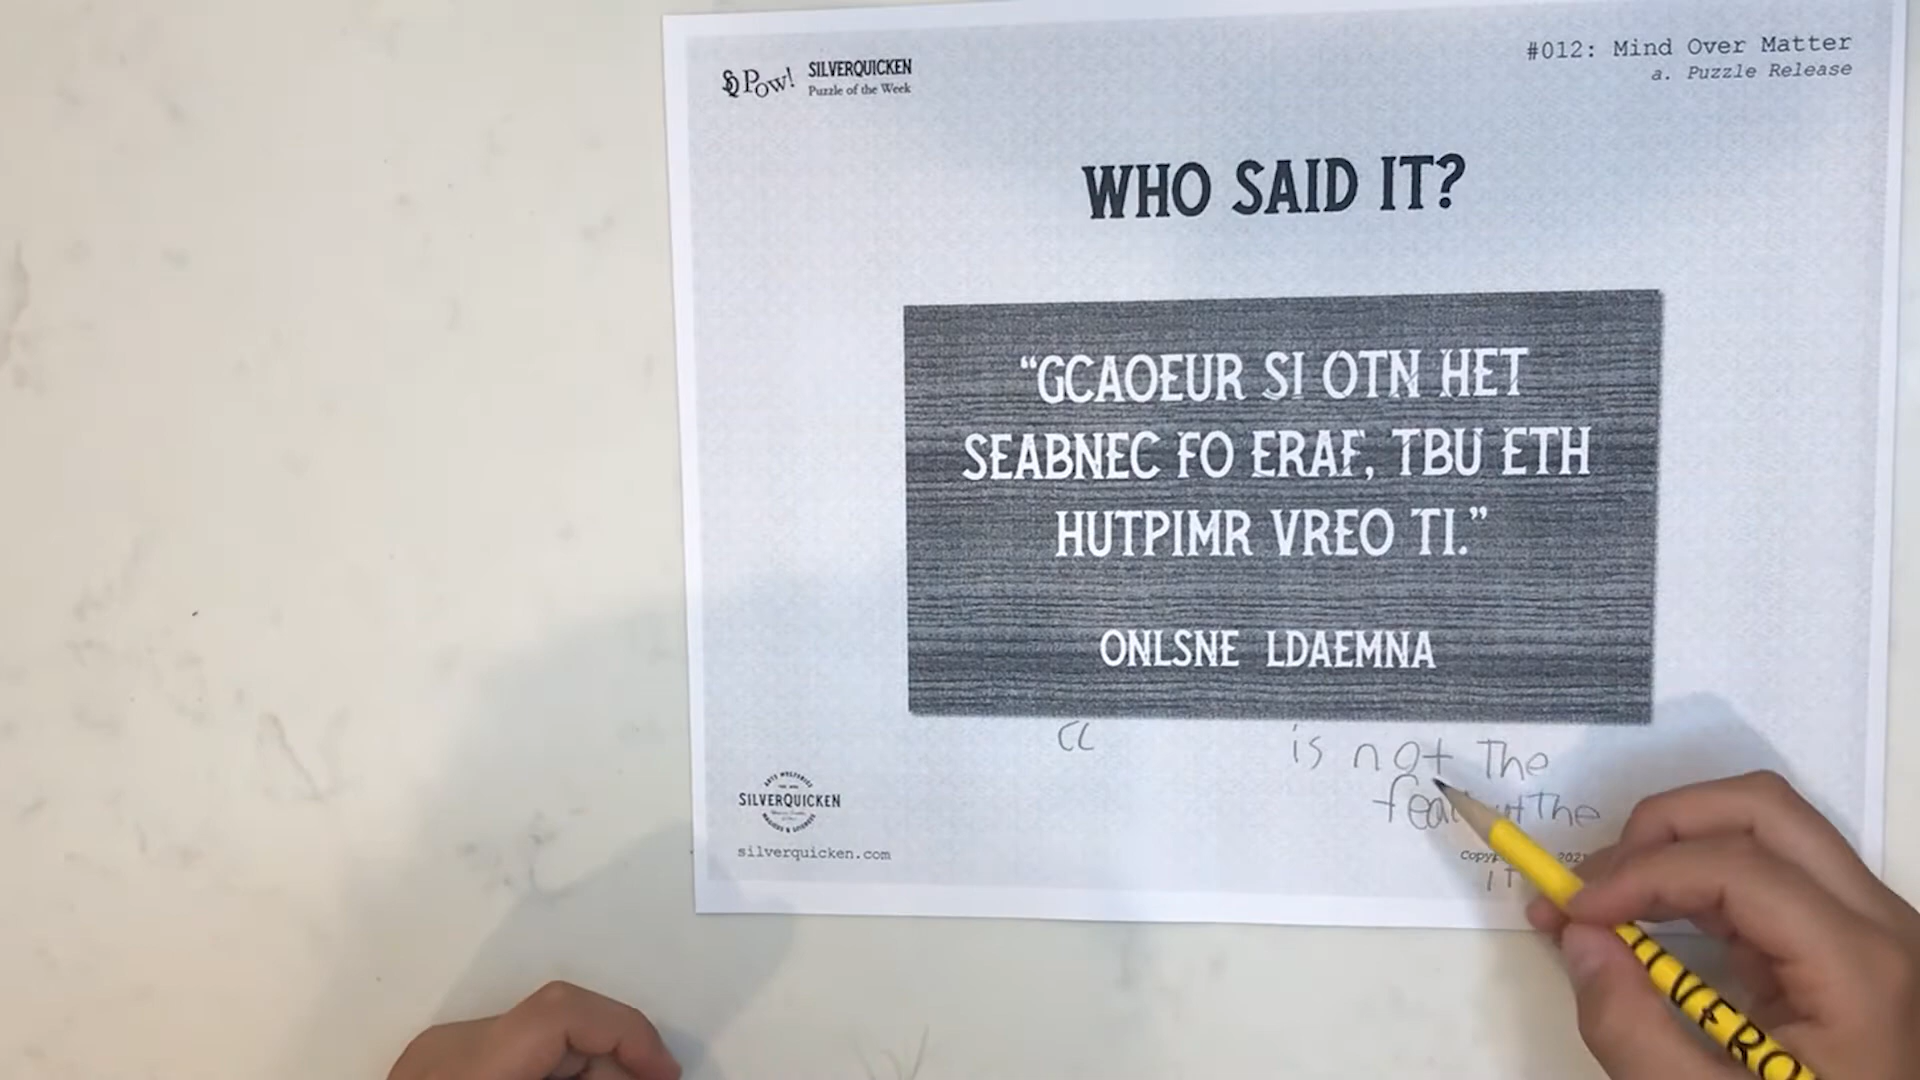 SQ Pow! SILVERQUICKEN
Puzzle of the Week
#012: Mind Over Matter
a. Puzzle Release
WHO SAID IT?
“GCAOEUR SI OTN HET
SEABNEC FO ERAF, TBU ETH
HUTPIMR VREO TI.”
ONLSNE LDAEMNA
is not The
The
IT
SILVERQUICKEN
silverquicken.com